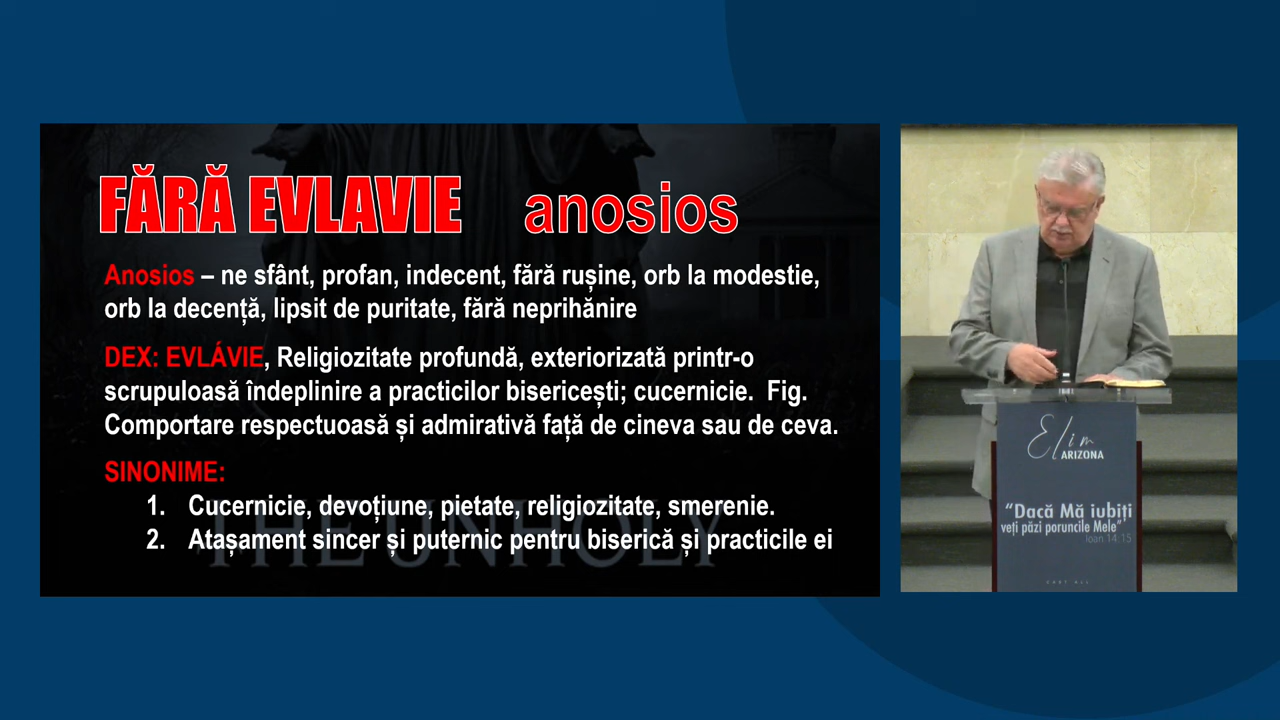 FĂRĂ EVLAVIE anosios
Anosios – ne sfânt, profan, indecent, fără rușine, orb la modestie,
orb la decență, lipsit de puritate, fără neprihănire
DEX: EVLÁVIE, Religiozitate profundă, exteriorizată printr-o
scrupuloasă îndeplinire a practicilor bisericești; cucernicie. Fig.
Comportare respectuoasă și admirativă față de cineva sau de ceva.
SINONIME:
1. Cucernicie, devoțiune, pietate, religiozitate, smerenie.
2. Atașament sincer și puternic pentru biserică și practicile ei
THE UNHOLY
Elim
ARIZONA
“Dacă Mă iubiți
veți păzi poruncile Mele”
Ioan 14:15